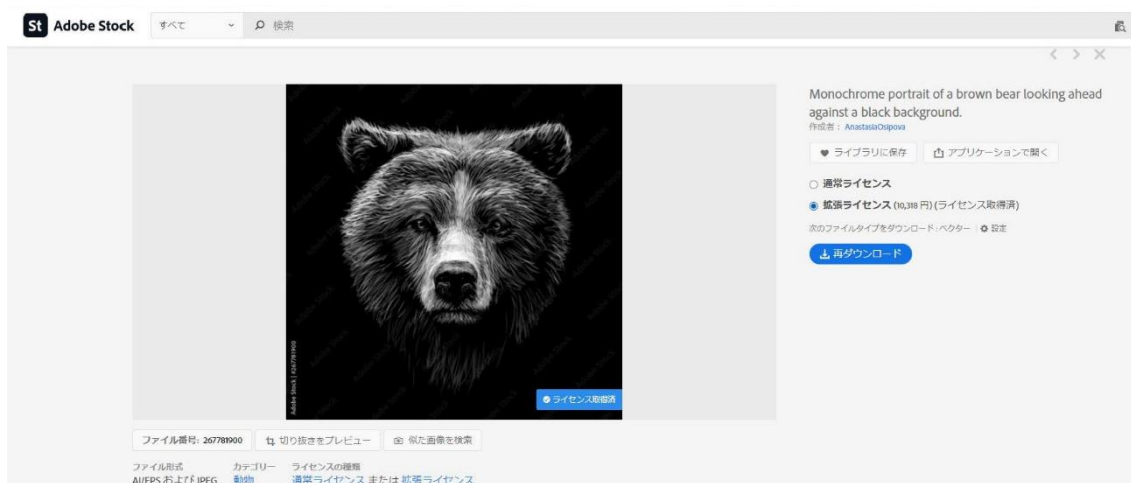 St Adobe Stock すべて 検索
Monochrome portrait of a brown bear looking ahead
against a black background.
作成者： AnastasiaOsipova
ライブラリに保存 アプリケーションで開く
通常ライセンス
拡張ライセンス (10,318 円) (ライセンス取得済)
次のファイルタイプをダウンロード：ベクター | 設定
再ダウンロード
Adobe Stock | #267781900
ライセンス取得済
ファイル番号: 267781900 切り抜きをプレビュー 似た画像を検索
ファイル形式 カテゴリー ライセンスの種類
AI/EPS および JPEG 動物 通常ライセンス または 拡張ライセンス